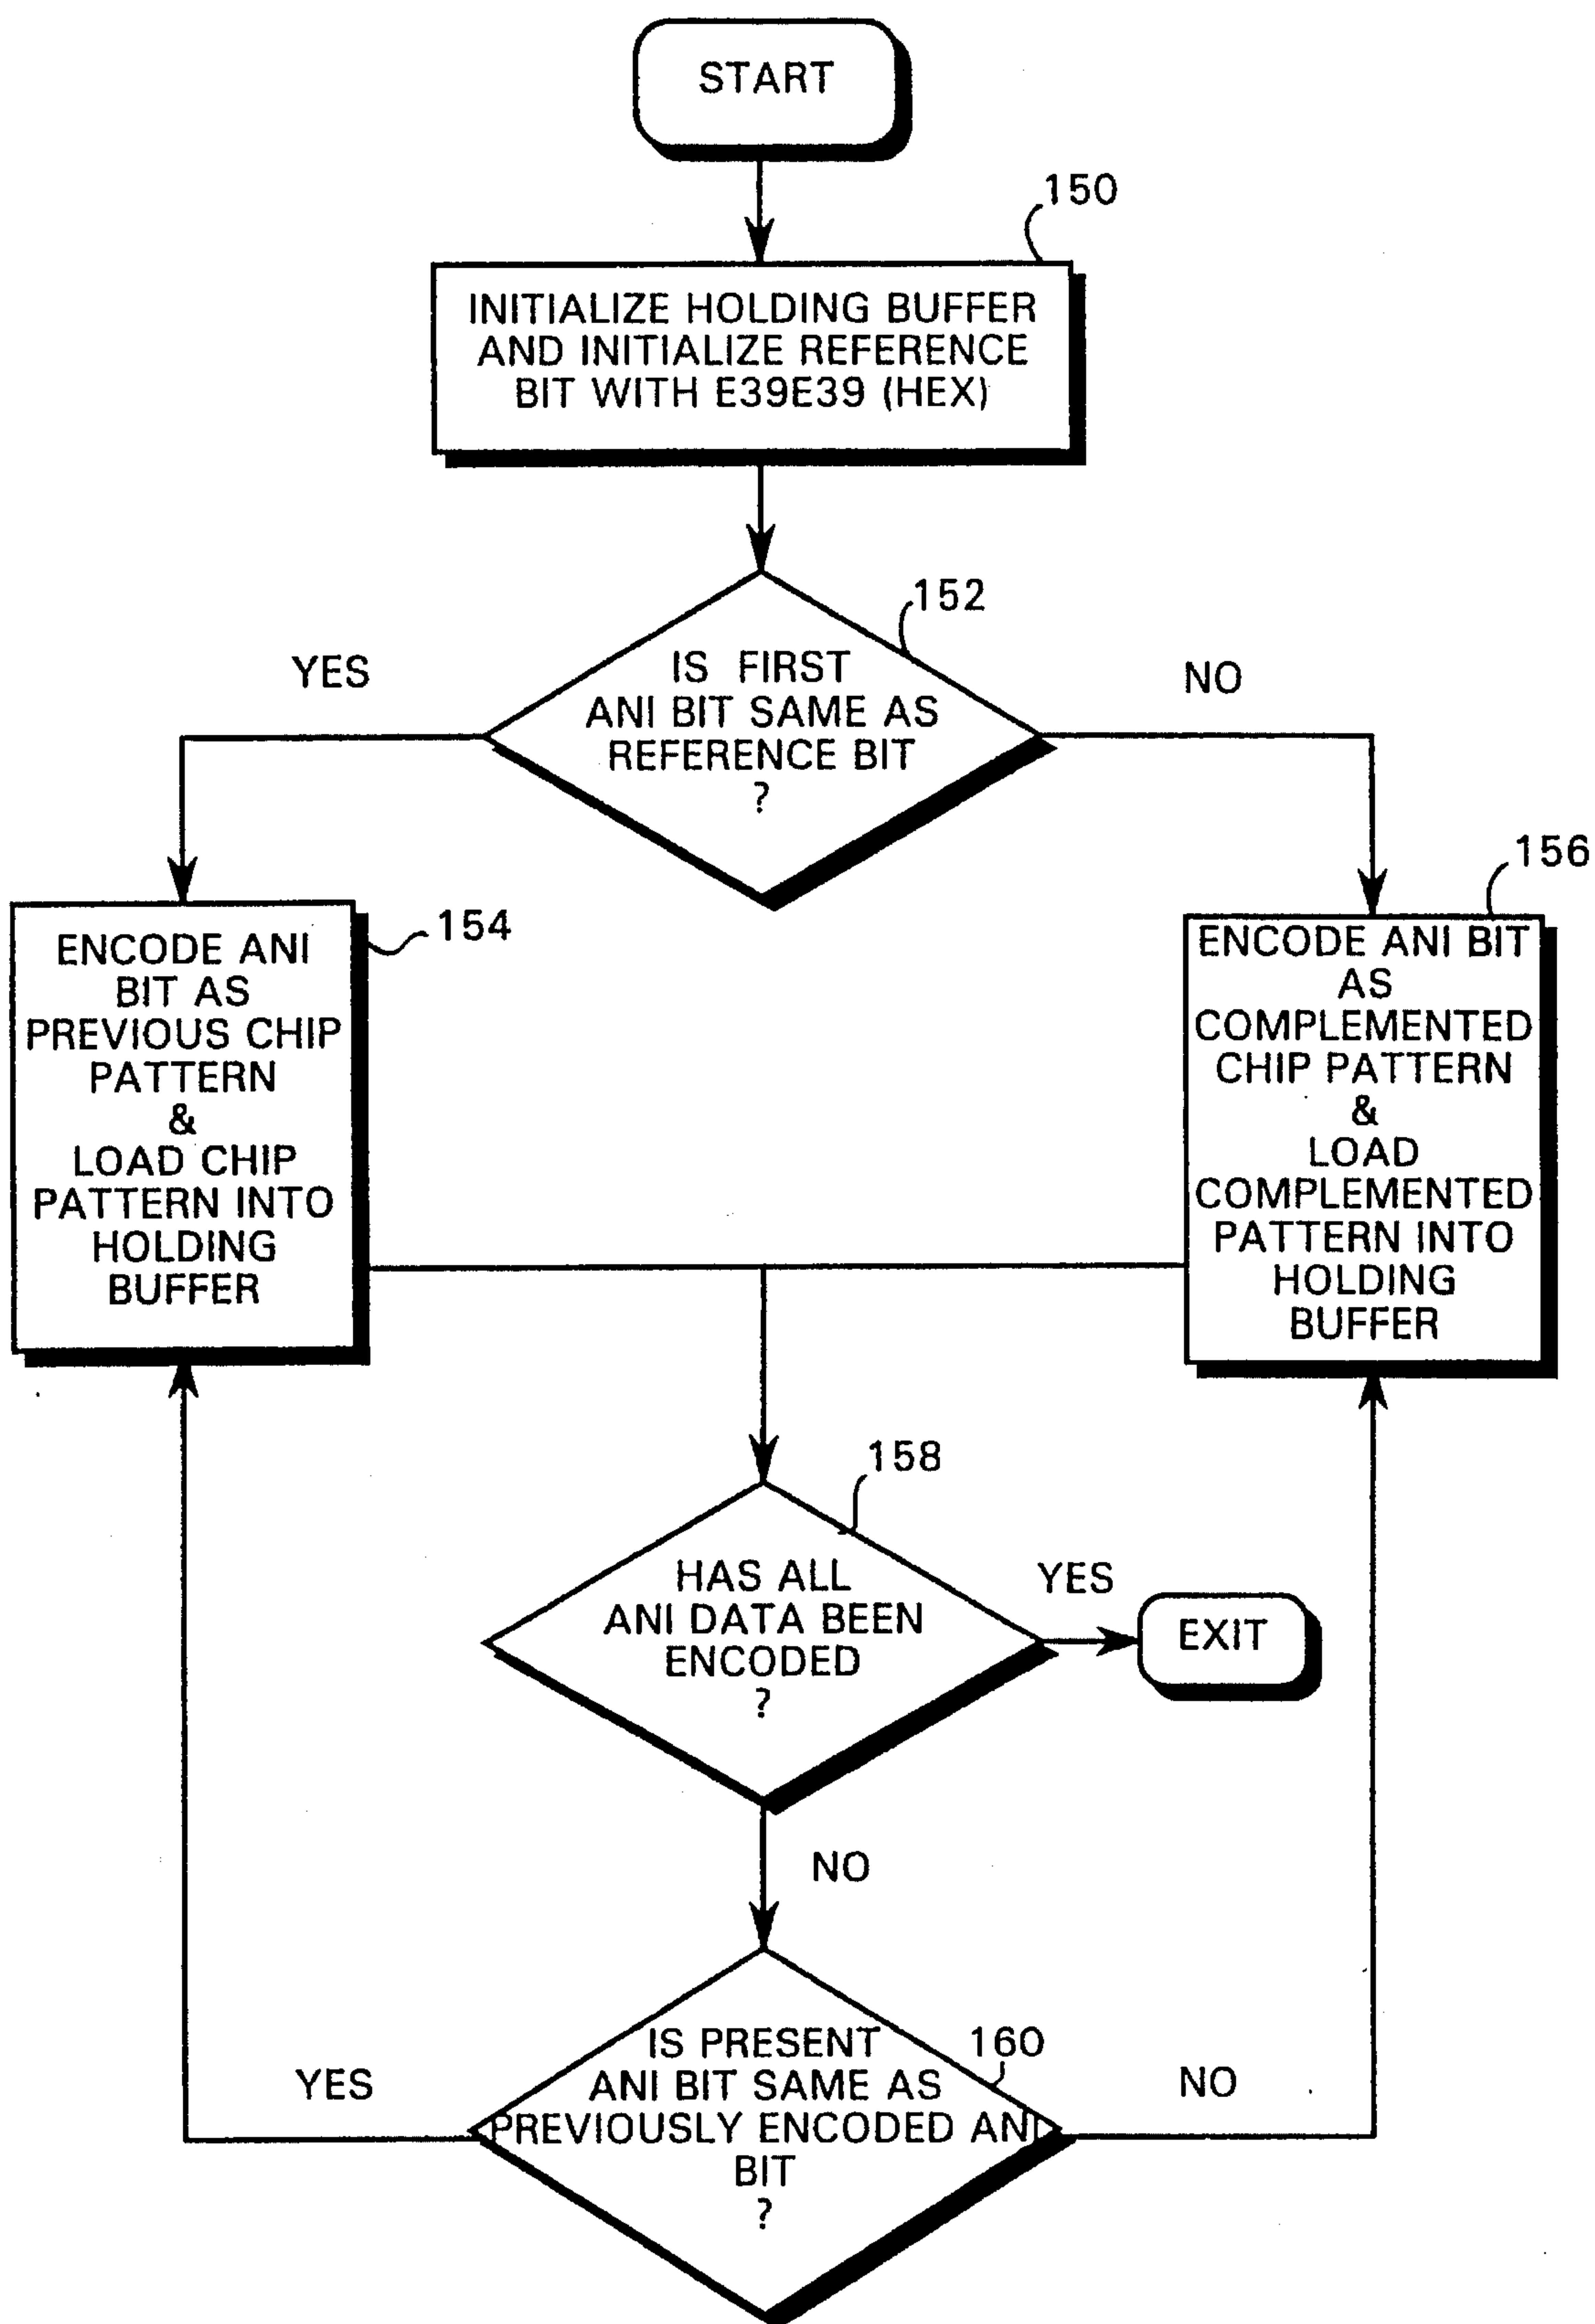 START
150
INITIALIZE HOLDING BUFFER
AND INITIALIZE REFERENCE
BIT WITH E39E39 (HEX)
152
YES
NO
IS FIRST
ANI BIT SAME AS
REFERENCE BIT
?
154
ENCODE ANI
BIT AS
PREVIOUS CHIP
PATTERN
&
LOAD CHIP
PATTERN INTO
HOLDING
BUFFER
156
ENCODE ANI BIT
AS
COMPLEMENTED
CHIP PATTERN
&
LOAD
COMPLEMENTED
PATTERN INTO
HOLDING
BUFFER
158
HAS ALL
ANI DATA BEEN
ENCODED
?
YES
EXIT
NO
160
YES
NO
IS PRESENT
ANI BIT SAME AS
PREVIOUSLY ENCODED ANI
BIT
?